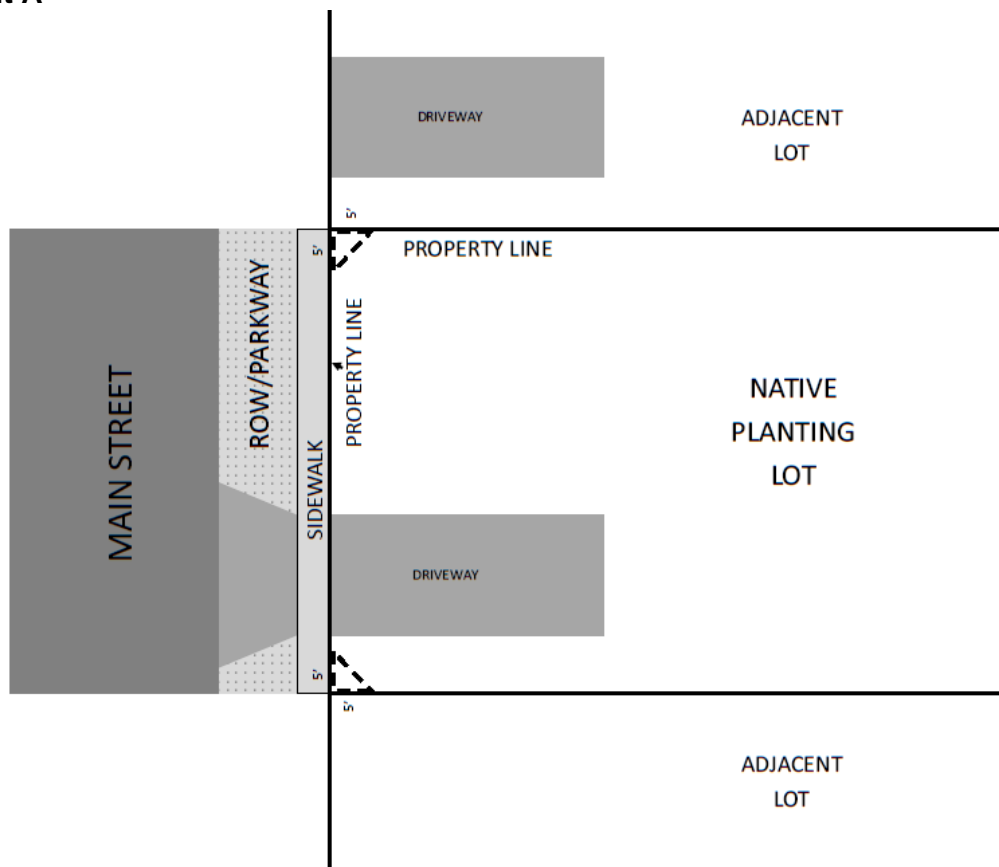 DRIVEWAY
ADJACENT
LOT
5'
5'
PROPERTY LINE
ROW/PARKWAY
PROPERTY LINE
MAIN STREET
NATIVE
PLANTING
LOT
SIDEWALK
DRIVEWAY
5'
5'
ADJACENT
LOT